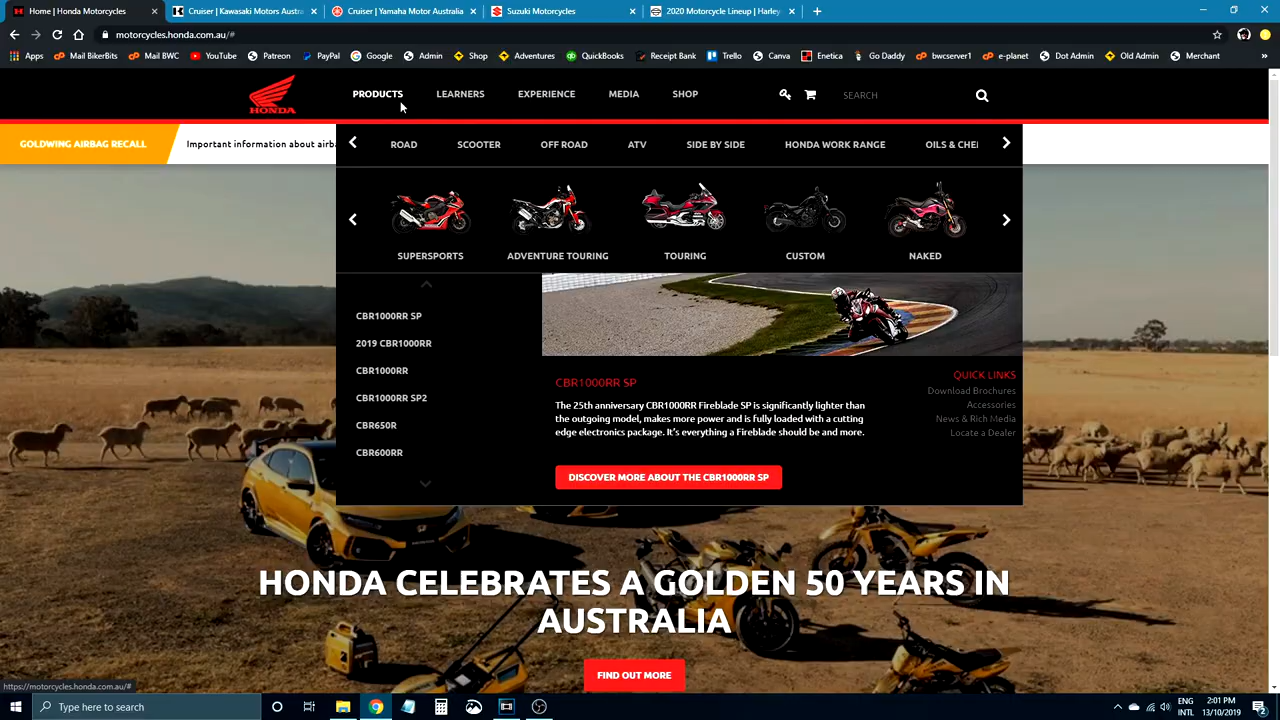 Home | Honda Motorcycles
Cruiser | Kawasaki Motors Austra
Cruiser | Yamaha Motor Australia
Suzuki Motorcycles
2020 Motorcycle Lineup | Harley
motorcycles.honda.com.au/#
Apps
Mail BikerBits
Mail BWC
YouTube
Patreon
PayPal
Google
Admin
Shop
Adventures
QuickBooks
Receipt Bank
Trello
Canva
Enetica
Go Daddy
bwcserver1
e-planet
Dot Admin
Old Admin
Merchant
HONDA
PRODUCTS
LEARNERS
EXPERIENCE
MEDIA
SHOP
SEARCH
GOLDWING AIRBAG RECALL
Important information about airb
ROAD
SCOOTER
OFF ROAD
ATV
SIDE BY SIDE
HONDA WORK RANGE
OILS & CHE
SUPERSPORTS
ADVENTURE TOURING
TOURING
CUSTOM
NAKED
CBR1000RR SP
2019 CBR1000RR
CBR1000RR
CBR1000RR SP2
CBR650R
CBR600RR
CBR1000RR SP
The 25th anniversary CBR1000RR Fireblade SP is significantly lighter than
the outgoing model, makes more power and is fully loaded with a cutting
edge electronics package. It's everything a Fireblade should be and more.
DISCOVER MORE ABOUT THE CBR1000RR SP
QUICK LINKS
Download Brochures
Accessories
News & Rich Media
Locate a Dealer
HONDA CELEBRATES A GOLDEN 50 YEARS IN
AUSTRALIA
FIND OUT MORE
https://motorcycles.honda.com.au/#
Type here to search
ENG
INTL
2:01 PM
13/10/2019
2